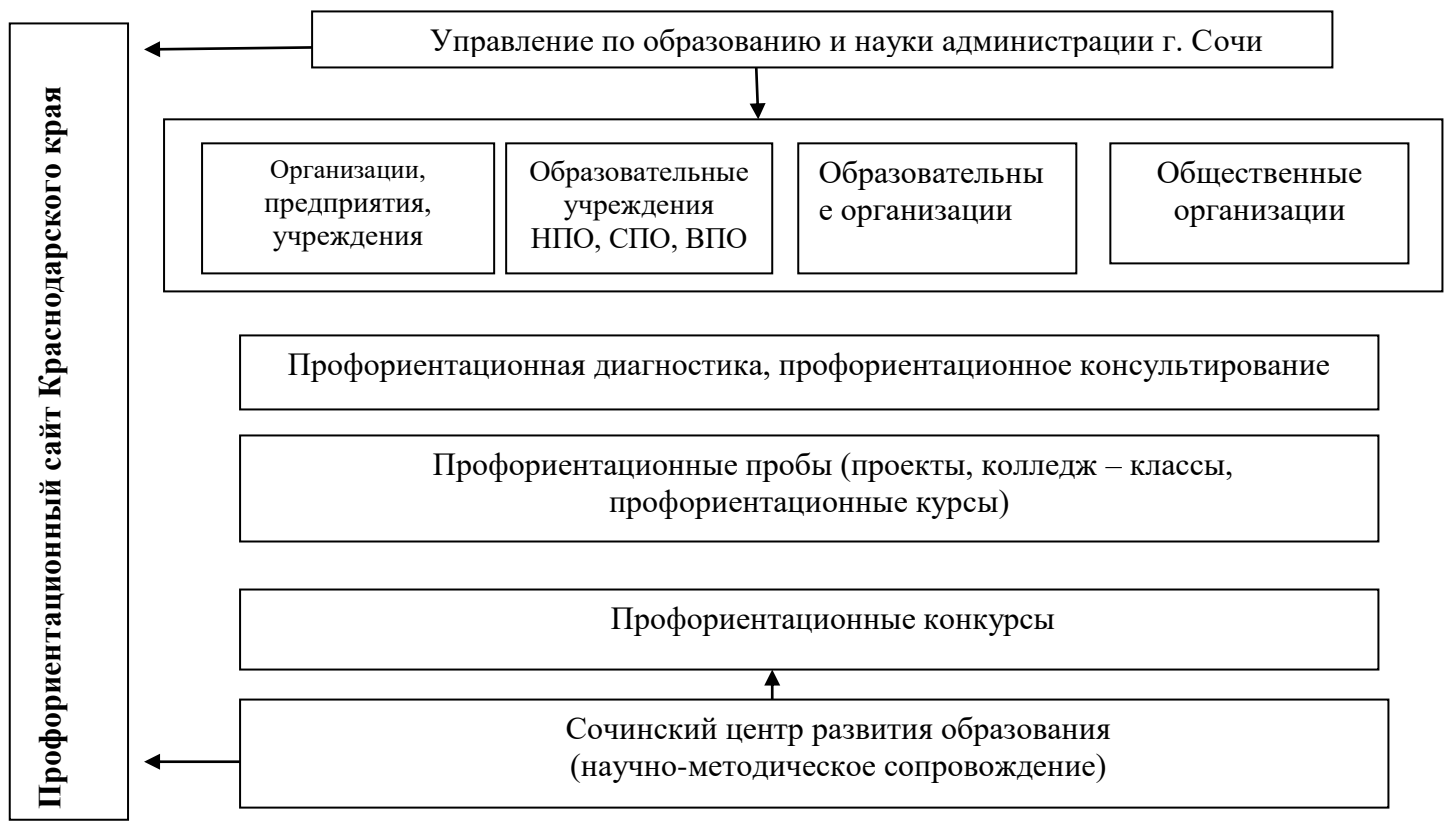 Профориентационный сайт Краснодарского края
Управление по образованию и науки администрации г. Сочи
Организации,
предприятия,
учреждения
Образовательные
учреждения
НПО, СПО, ВПО
Образовательны
е организации
Общественные
организации
Профориентационная диагностика, профориентационное консультирование
Профориентационные пробы (проекты, колледж – классы,
профориентационные курсы)
Профориентационные конкурсы
Сочинский центр развития образования
(научно-методическое сопровождение)